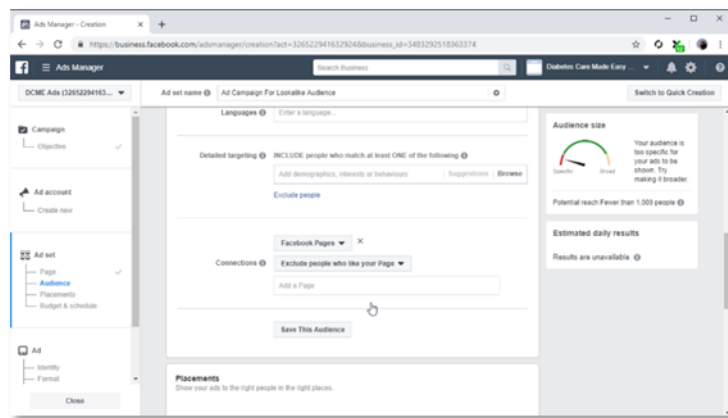 Ads Manager - Creation
https://business.facebook.com/adsmanager/creation?act=326522941632924&business_id=3483292518363374
Ads Manager
Search business
Diabetes Care Made Easy ...
DCME Ads (32652294163...
Ad set name
Ad Campaign For Lookalike Audience
Switch to Quick Creation
Campaign
Objective
Ad account
Create new
Ad set
Page
Audience
Placements
Budget & schedule
Ad
Identity
Format
Close
Languages
Enter a language...
Detailed targeting
INCLUDE people who match at least ONE of the following
Add demographics, interests or behaviours
Suggestions
Browse
Exclude people
Connections
Facebook Pages
Exclude people who like your Page
Add a Page
Save This Audience
Placements
Show your ads to the right people in the right places.
Audience size
Specific
Broad
Your audience is
too specific for
your ads to be
shown. Try
making it broader.
Potential reach:Fewer than 1,000 people
Estimated daily results
Results are unavailable.